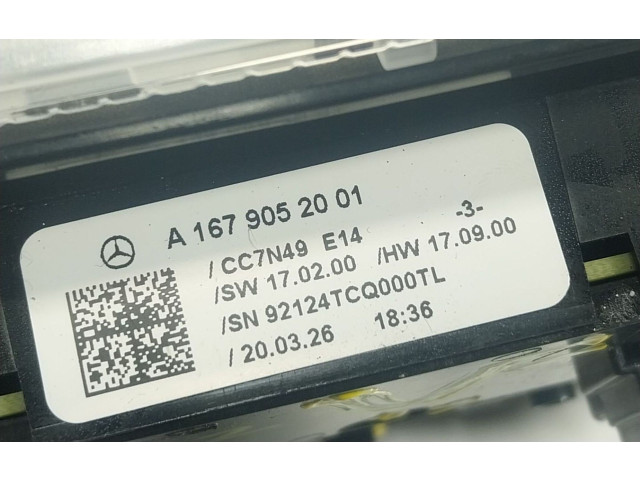 A 167 905 20 01
/CC7N49 E14 -3-
/SW 17.02.00 /HW 17.09.00
/SN 92124TCQ000TL
/20.03.26 18:36